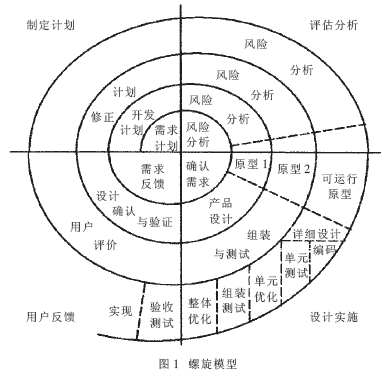 制定计划
评估分析
风险
分析
风险
分析
计划
修正
风险
分析
开发
计划
需求
计划
风险
分析
需求
反馈
确认
需求
原型1
原型2
可运行
原型
设计
确认
与验证
产品
设计
用户
评价
组装
与测试
详细设计
编码
单元
测试
单元
优化
组装
测试
整体
优化
验收
测试
实现
用户反馈
设计实施
图1 螺旋模型